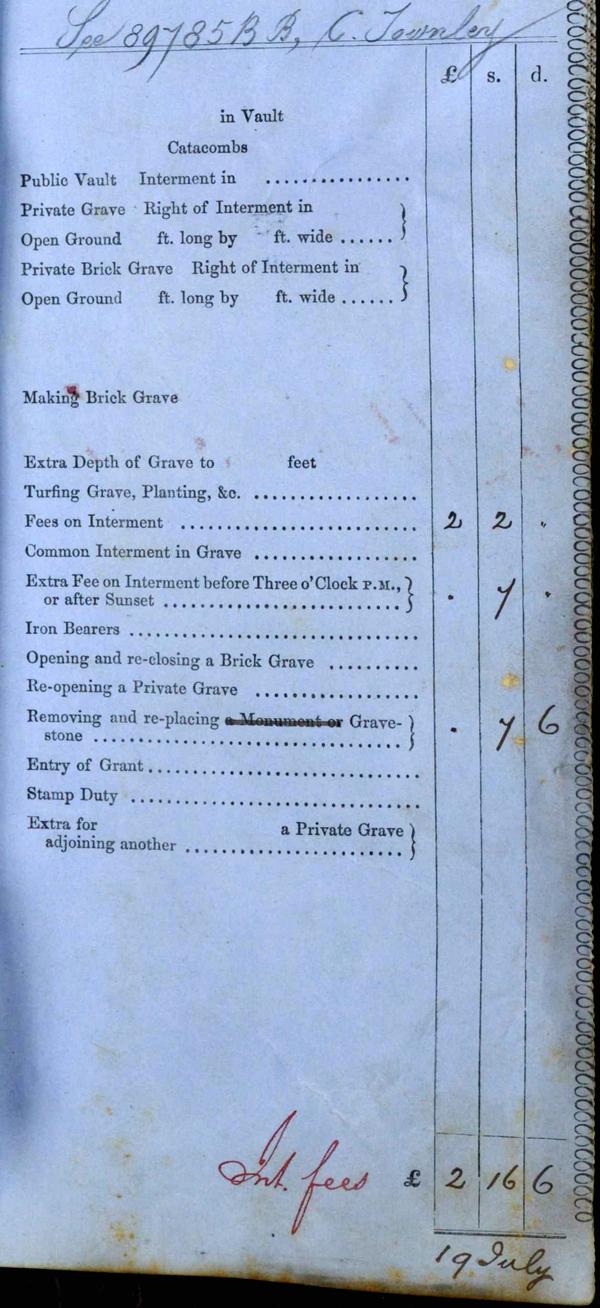 See 89785 B B, C. Townley
£ s. d.
in Vault
Catacombs
Public Vault Interment in ................
Private Grave Right of Interment in
Open Ground ft. long by ft. wide ......
Private Brick Grave Right of Interment in
Open Ground ft. long by ft. wide ......
Making Brick Grave
Extra Depth of Grave to feet
Turfing Grave, Planting, &c. ..................
Fees on Interment .......................... 2 2 "
Common Interment in Grave ..................
Extra Fee on Interment before Three o'Clock P.M., . 7 .
or after Sunset ..........................
Iron Bearers ................................
Opening and re-closing a Brick Grave ..........
Re-opening a Private Grave ..................
Removing and re-placing a Monument or Grave- . 7 6
stone ..................................
Entry of Grant ..............................
Stamp Duty ................................
Extra for a Private Grave
adjoining another ........................
Int. fees £ 2 16 6
19 July